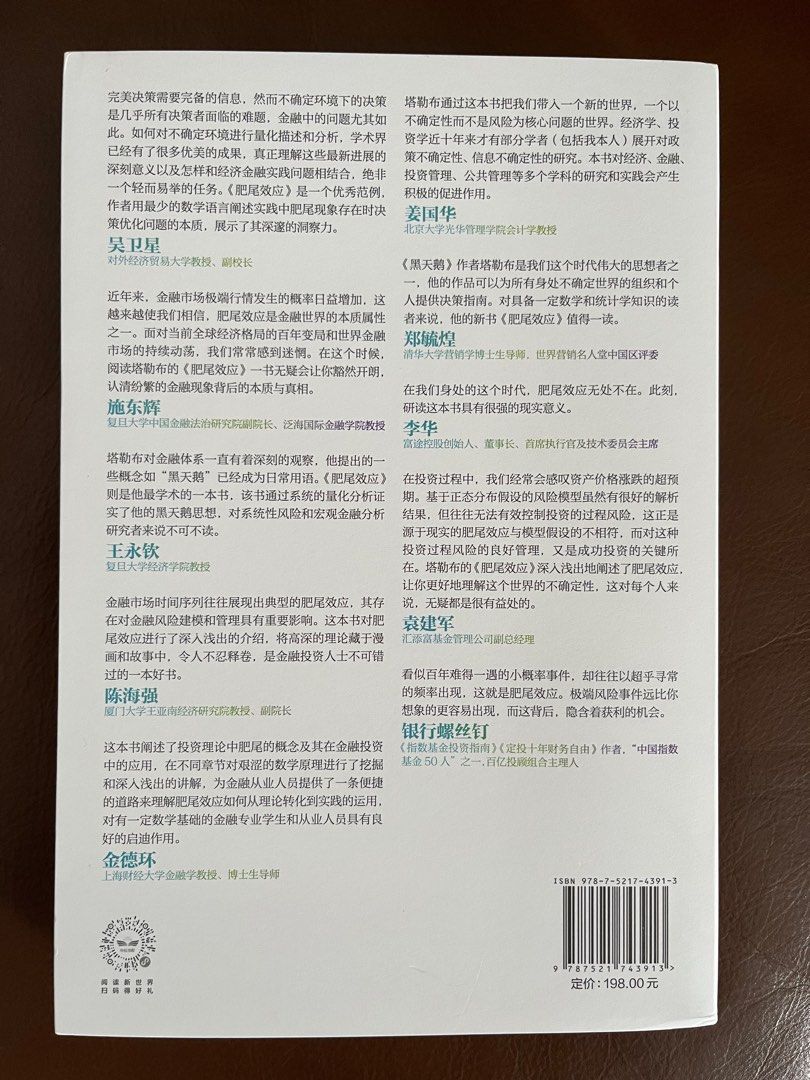 完美决策需要完备的信息，然而不确定环境下的决策
是几乎所有决策者面临的难题，金融中的问题尤其如
此。如何对不确定环境进行量化描述和分析，学术界
已经有了很多优美的成果，真正理解这些最新进展的
深刻意义以及怎样和经济金融实践问题相结合，绝非
一个轻而易举的任务。《肥尾效应》是一个优秀范例，
作者用最少的数学语言阐述实践中肥尾现象存在时决
策优化问题的本质，展示了其深邃的洞察力。
吴卫星
对外经济贸易大学教授、副校长
近年来，金融市场极端行情发生的概率日益增加，这
越来越使我们相信，肥尾效应是金融世界的本质属性
之一。面对当前全球经济格局的百年变局和世界金融
市场的持续动荡，我们常常感到迷惘。在这个时候，
阅读塔勒布的《肥尾效应》一书无疑会让你豁然开朗，
认清纷繁的金融现象背后的本质与真相。
施东辉
复旦大学中国金融法治研究院副院长、泛海国际金融学院教授
塔勒布对金融体系一直有着深刻的观察，他提出的一
些概念如“黑天鹅”已经成为日常用语。《肥尾效应》
则是他最学术的一本书，该书通过系统的量化分析证
实了他的黑天鹅思想，对系统性风险和宏观金融分析
研究者来说不可不读。
王永钦
复旦大学经济学院教授
金融市场时间序列往往展现出典型的肥尾效应，其存
在对金融风险建模和管理具有重要影响。这本书对肥
尾效应进行了深入浅出的介绍，将高深的理论藏于漫
画和故事中，令人不忍释卷，是金融投资人士不可错
过的一本好书。
陈海强
厦门大学王亚南经济研究院教授、副院长
这本书阐述了投资理论中肥尾的概念及其在金融投资
中的应用，在不同章节对艰涩的数学原理进行了挖掘
和深入浅出的讲解，为金融从业人员提供了一条便捷
的道路来理解肥尾效应如何从理论转化到实践的运用，
对有一定数学基础的金融专业学生和从业人员具有良
好的启迪作用。
金德环
上海财经大学金融学教授、博士生导师
阅读新世界
扫码得好礼
塔勒布通过这本书把我们带入一个新的世界，一个以
不确定性而不是风险为核心问题的世界。经济学、投
资学近十年来才有部分学者（包括我本人）展开对政
策不确定性、信息不确定性的研究。本书对经济、金融、
投资管理、公共管理等多个学科的研究和实践会产生
积极的促进作用。
姜国华
北京大学光华管理学院会计学教授
《黑天鹅》作者塔勒布是我们这个时代伟大的思想者之
一，他的作品可以为所有身处不确定世界的组织和个
人提供决策指南。对具备一定数学和统计学知识的读
者来说，他的新书《肥尾效应》值得一读。
郑毓煌
清华大学营销学博士生导师，世界营销名人堂中国区评委
在我们身处的这个时代，肥尾效应无处不在。此刻，
研读这本书具有很强的现实意义。
李华
富途控股创始人、董事长、首席执行官及技术委员会主席
在投资过程中，我们经常会感叹资产价格涨跌的超预
期。基于正态分布假设的风险模型虽然有很好的解析
结果，但往往无法有效控制投资的过程风险，这正是
源于现实的肥尾效应与模型假设的不相符，而对这种
投资过程风险的良好管理，又是成功投资的关键所
在。塔勒布的《肥尾效应》深入浅出地阐述了肥尾效应，
让你更好地理解这个世界的不确定性，这对每个人来
说，无疑都是很有益处的。
袁建军
汇添富基金管理公司副总经理
看似百年难得一遇的小概率事件，却往往以超乎寻常
的频率出现，这就是肥尾效应。极端风险事件远比你
想象的更容易出现，而这背后，隐含着获利的机会。
银行螺丝钉
《指数基金投资指南》《定投十年财务自由》作者，“中国指数
基金50人”之一，百亿投顾组合主理人
ISBN 978-7-5217-4391-3
9 787521 743913 >
定价：198.00元